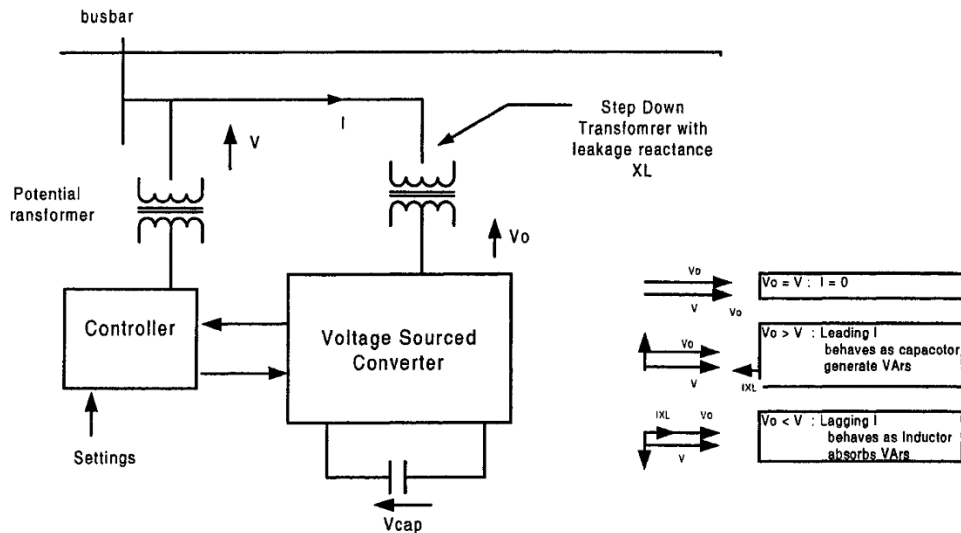 busbar
I
V
Step Down
Transfomrer with
leakage reactance
XL
Potential
ransformer
Vo
Controller
Voltage Sourced
Converter
Settings
Vcap
Vo
V
Vo
Vo = V : I = 0
Vo
V
IXL
Vo > V : Leading I
behaves as capacotor,
generate VArs
IXL Vo
V
Vo < V : Lagging I
behaves as Inductor
absorbs VArs